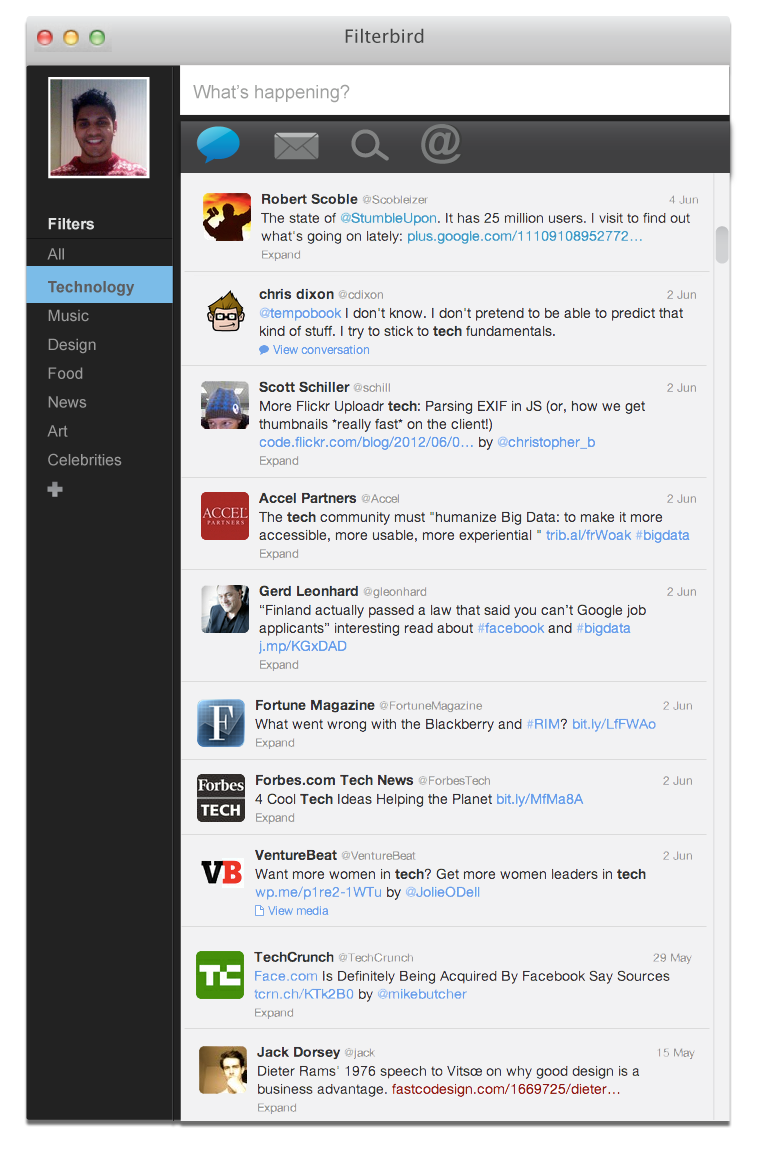 Filterbird
What's happening?
Filters
All
Technology
Music
Design
Food
News
Art
Celebrities
Robert Scoble @Scobleizer 4 Jun
The state of @StumbleUpon. It has 25 million users. I visit to find out
what's going on lately: plus.google.com/11109108952772…
Expand
chris dixon @cdixon 2 Jun
@tempobook I don't know. I don't pretend to be able to predict that
kind of stuff. I try to stick to tech fundamentals.
View conversation
Scott Schiller @schill 2 Jun
More Flickr Uploadr tech: Parsing EXIF in JS (or, how we get
thumbnails *really fast* on the client!)
code.flickr.com/blog/2012/06/0… by @christopher_b
Expand
ACCEL
PARTNERS
Accel Partners @Accel 2 Jun
The tech community must "humanize Big Data: to make it more
accessible, more usable, more experiential " trib.al/frWoak #bigdata
Expand
Gerd Leonhard @gleonhard 2 Jun
“Finland actually passed a law that said you can’t Google job
applicants” interesting read about #facebook and #bigdata
j.mp/KGxDAD
Expand
F
Fortune Magazine @FortuneMagazine 2 Jun
What went wrong with the Blackberry and #RIM? bit.ly/LfFWAo
Expand
Forbes
TECH
Forbes.com Tech News @ForbesTech 2 Jun
4 Cool Tech Ideas Helping the Planet bit.ly/MfMa8A
Expand
VB
VentureBeat @VentureBeat 2 Jun
Want more women in tech? Get more women leaders in tech
wp.me/p1re2-1WTu by @JolieODell
View media
TC
TechCrunch @TechCrunch 29 May
Face.com Is Definitely Being Acquired By Facebook Say Sources
tcrn.ch/KTk2B0 by @mikebutcher
Expand
Jack Dorsey @jack 15 May
Dieter Rams' 1976 speech to Vitsœ on why good design is a
business advantage. fastcodesign.com/1669725/dieter…
Expand